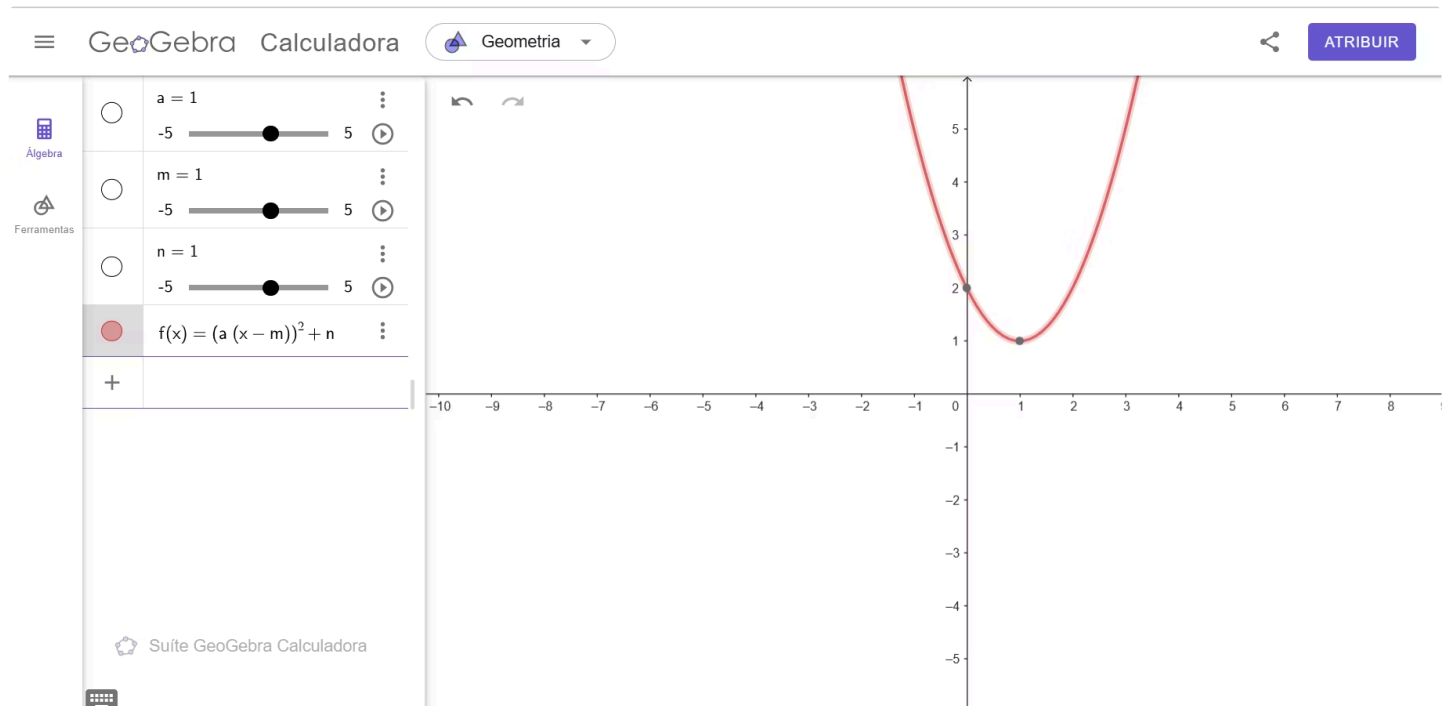 GeoGebra Calculadora Geometria ATRIBUIR
Álgebra
Ferramentas
a = 1
-5 5
m = 1
-5 5
n = 1
-5 5
f(x) = (a (x − m))² + n
+
Suíte GeoGebra Calculadora
5
4
3
2
1
–10 –9 –8 –7 –6 –5 –4 –3 –2 –1 0 1 2 3 4 5 6 7 8
–1
–2
–3
–4
–5